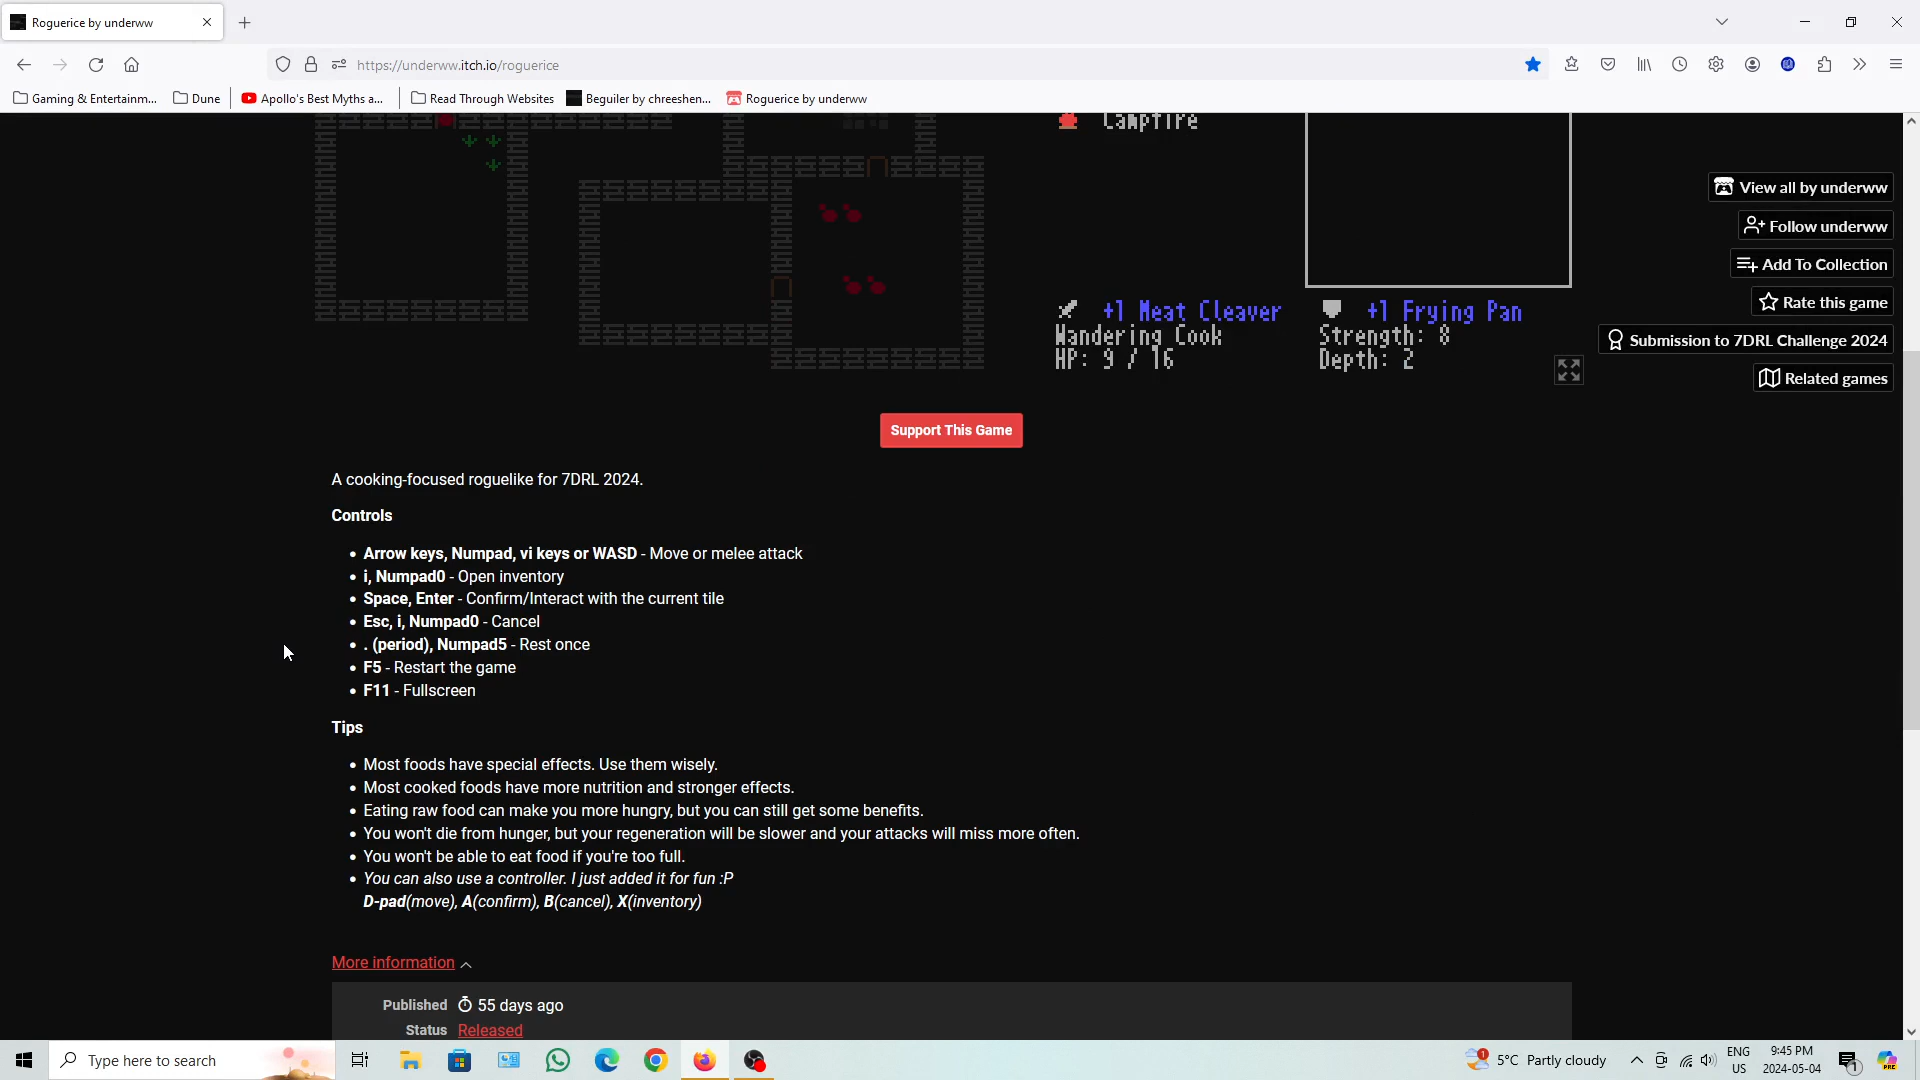 Roguerice by underww
https://underww.itch.io/roguerice
Gaming & Entertainm...
Dune
Apollo's Best Myths a...
Read Through Websites
Beguiler by chreeshen...
Roguerice by underww
Campfire
View all by underww
Follow underww
Add To Collection
Rate this game
+1 Meat Cleaver
+1 Frying Pan
Wandering Cook
Strength: 8
HP: 9 / 16
Depth: 2
Submission to 7DRL Challenge 2024
Related games
Support This Game
A cooking-focused roguelike for 7DRL 2024.
Controls
• Arrow keys, Numpad, vi keys or WASD - Move or melee attack
• i, Numpad0 - Open inventory
• Space, Enter - Confirm/Interact with the current tile
• Esc, i, Numpad0 - Cancel
• . (period), Numpad5 - Rest once
• F5 - Restart the game
• F11 - Fullscreen
Tips
• Most foods have special effects. Use them wisely.
• Most cooked foods have more nutrition and stronger effects.
• Eating raw food can make you more hungry, but you can still get some benefits.
• You won't die from hunger, but your regeneration will be slower and your attacks will miss more often.
• You won't be able to eat food if you're too full.
• You can also use a controller. I just added it for fun :P
D-pad(move), A(confirm), B(cancel), X(inventory)
More information
Published 55 days ago
Status Released
Type here to search
1
5°C Partly cloudy
ENG
US
9:45 PM
2024-05-04
1
PRE